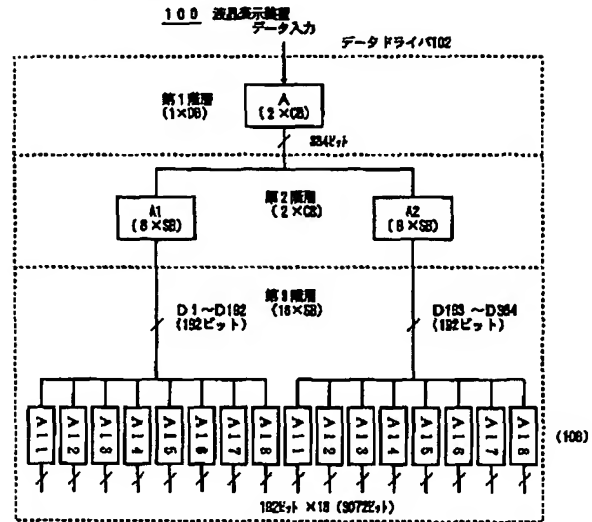 100 液晶表示装置
データ入力
データドライバ102
第1階層
(1×DB)
A
(2×CB)
384ビット
第2階層
(2×CB)
A1
(8×SB)
A2
(8×SB)
第3階層
(16×SB)
D1~D192
(192ビット)
D193~D384
(192ビット)
A11
A12
A13
A14
A15
A16
A17
A18
A11
A12
A13
A14
A15
A16
A17
A18
(108)
192ビット×16 (3072ビット)